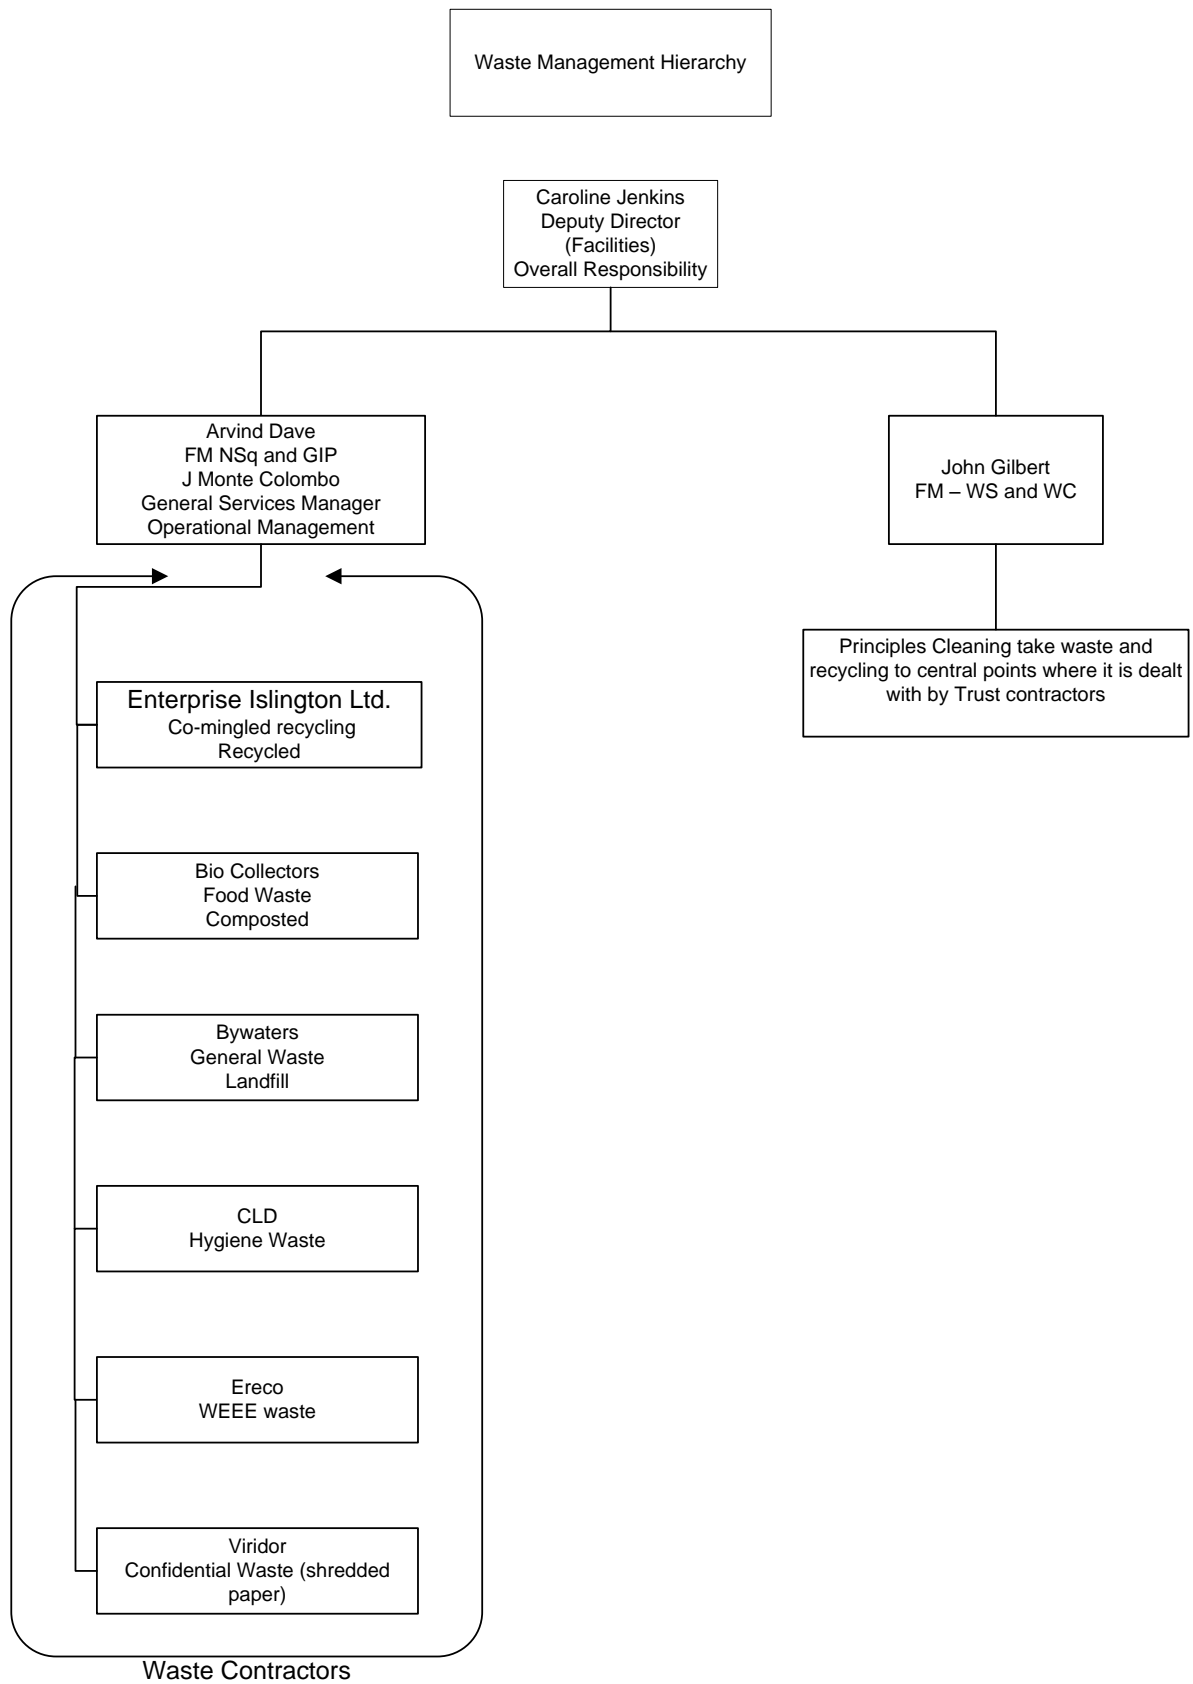 Waste Management Hierarchy
Caroline Jenkins
Deputy Director
(Facilities)
Overall Responsibility
Arvind Dave
FM NSq and GIP
J Monte Colombo
General Services Manager
Operational Management
John Gilbert
FM – WS and WC
Principles Cleaning take waste and
recycling to central points where it is dealt
with by Trust contractors
Enterprise Islington Ltd.
Co-mingled recycling
Recycled
Bio Collectors
Food Waste
Composted
Bywaters
General Waste
Landfill
CLD
Hygiene Waste
Ereco
WEEE waste
Viridor
Confidential Waste (shredded
paper)
Waste Contractors